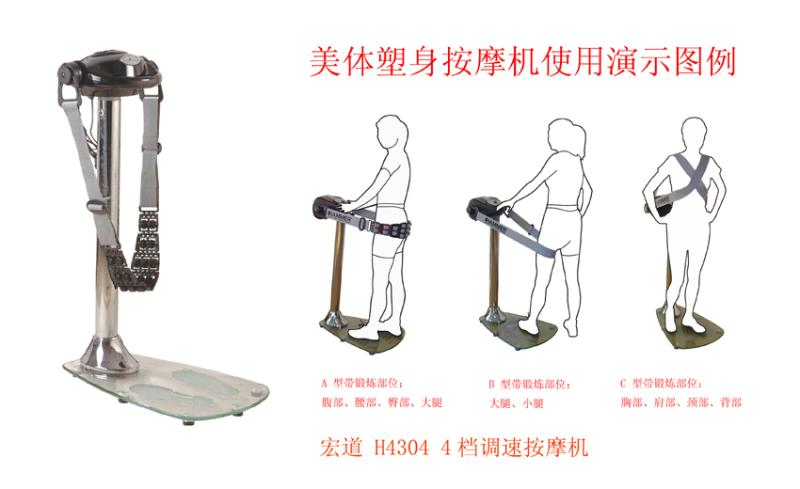 美体塑身按摩机使用演示图例
A 型带锻炼部位：
腹部、腰部、臀部、大腿
B 型带锻炼部位：
大腿、小腿
C 型带锻炼部位：
胸部、肩部、颈部、背部
宏道 H4304 4档调速按摩机